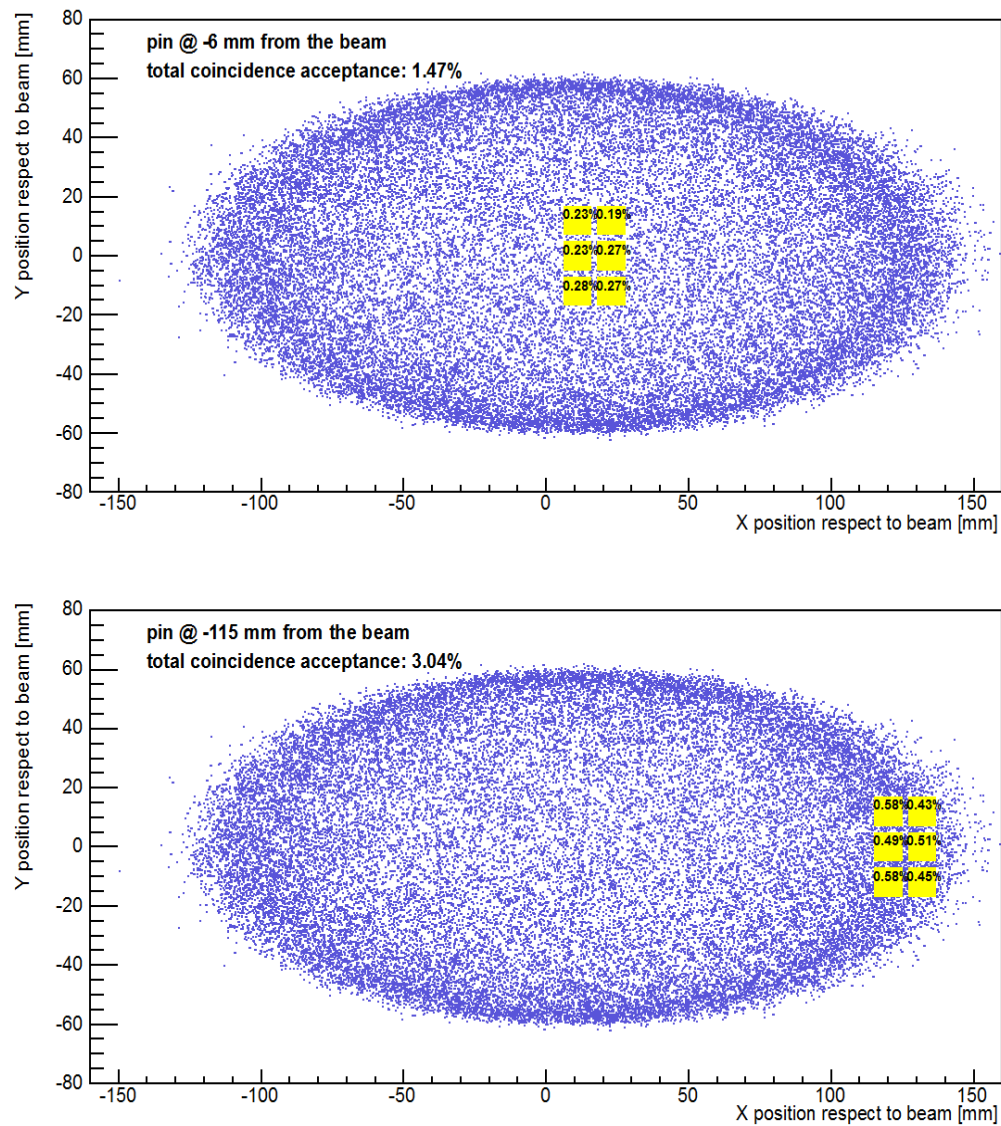 80
pin @ -6 mm from the beam
total coincidence acceptance: 1.47%
60
40
20
0.23% 0.19%
0
0.23% 0.27%
0.28% 0.27%
-20
-40
-60
-80
Y position respect to beam [mm]
-150 -100 -50 0 50 100 150
X position respect to beam [mm]
80
pin @ -115 mm from the beam
total coincidence acceptance: 3.04%
60
40
20
0.58% 0.43%
0
0.49% 0.51%
0.58% 0.45%
-20
-40
-60
-80
Y position respect to beam [mm]
-150 -100 -50 0 50 100 150
X position respect to beam [mm]